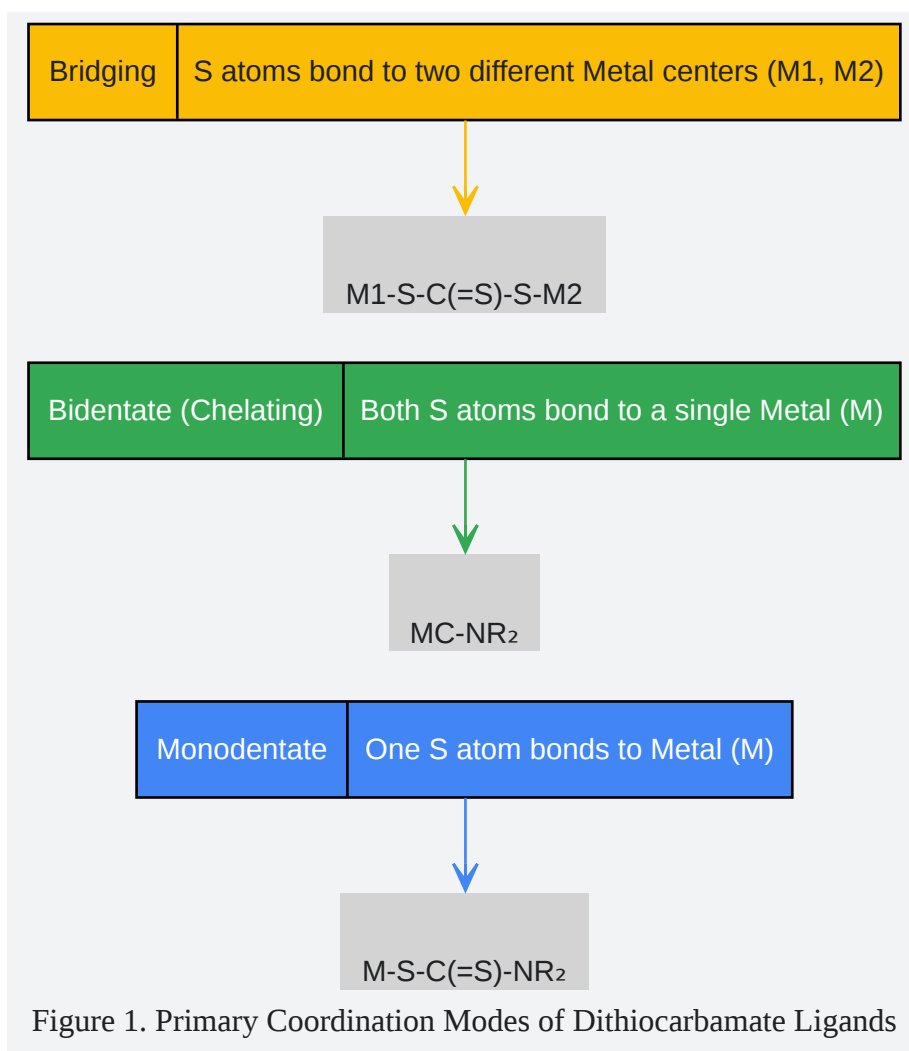 Bridging S atoms bond to two different Metal centers (M1, M2)
M1-S-C(=S)-S-M2
Bidentate (Chelating) Both S atoms bond to a single Metal (M)
MC-NR₂
Monodentate One S atom bonds to Metal (M)
M-S-C(=S)-NR₂
Figure 1. Primary Coordination Modes of Dithiocarbamate Ligands